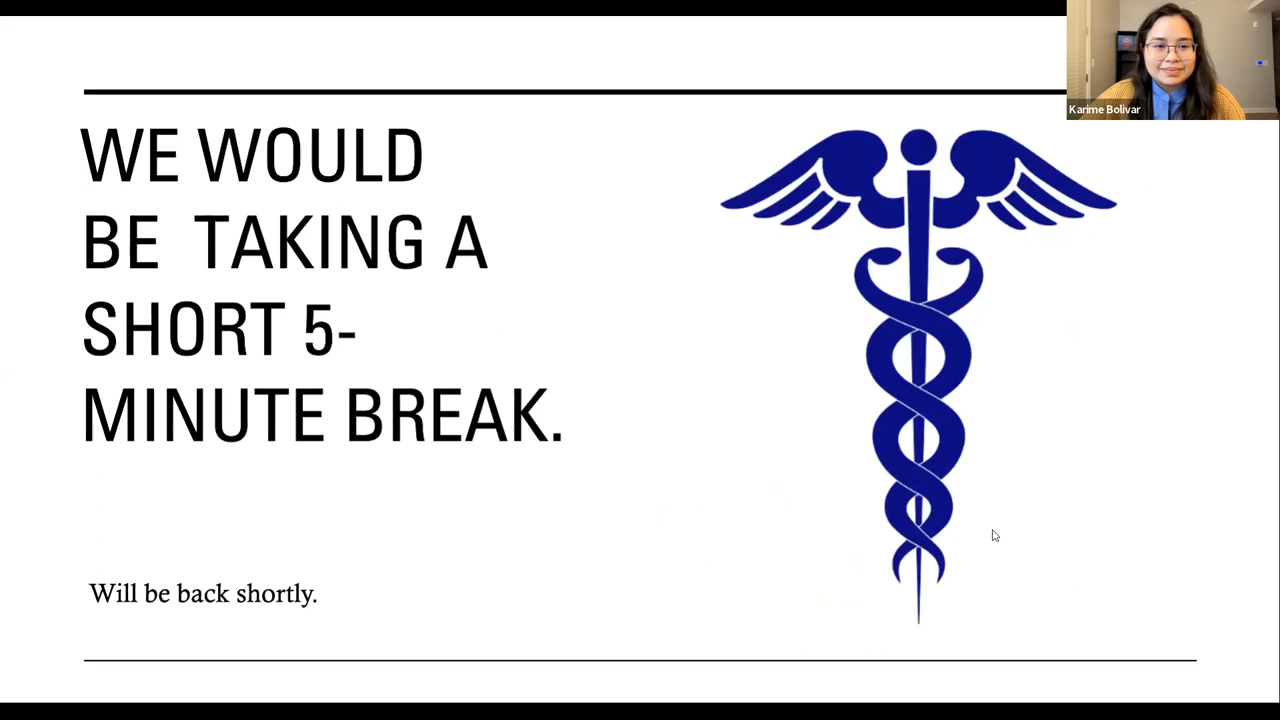 Karime Bolivar
WE WOULD
BE  TAKING A
SHORT 5-
MINUTE BREAK.
Will be back shortly.